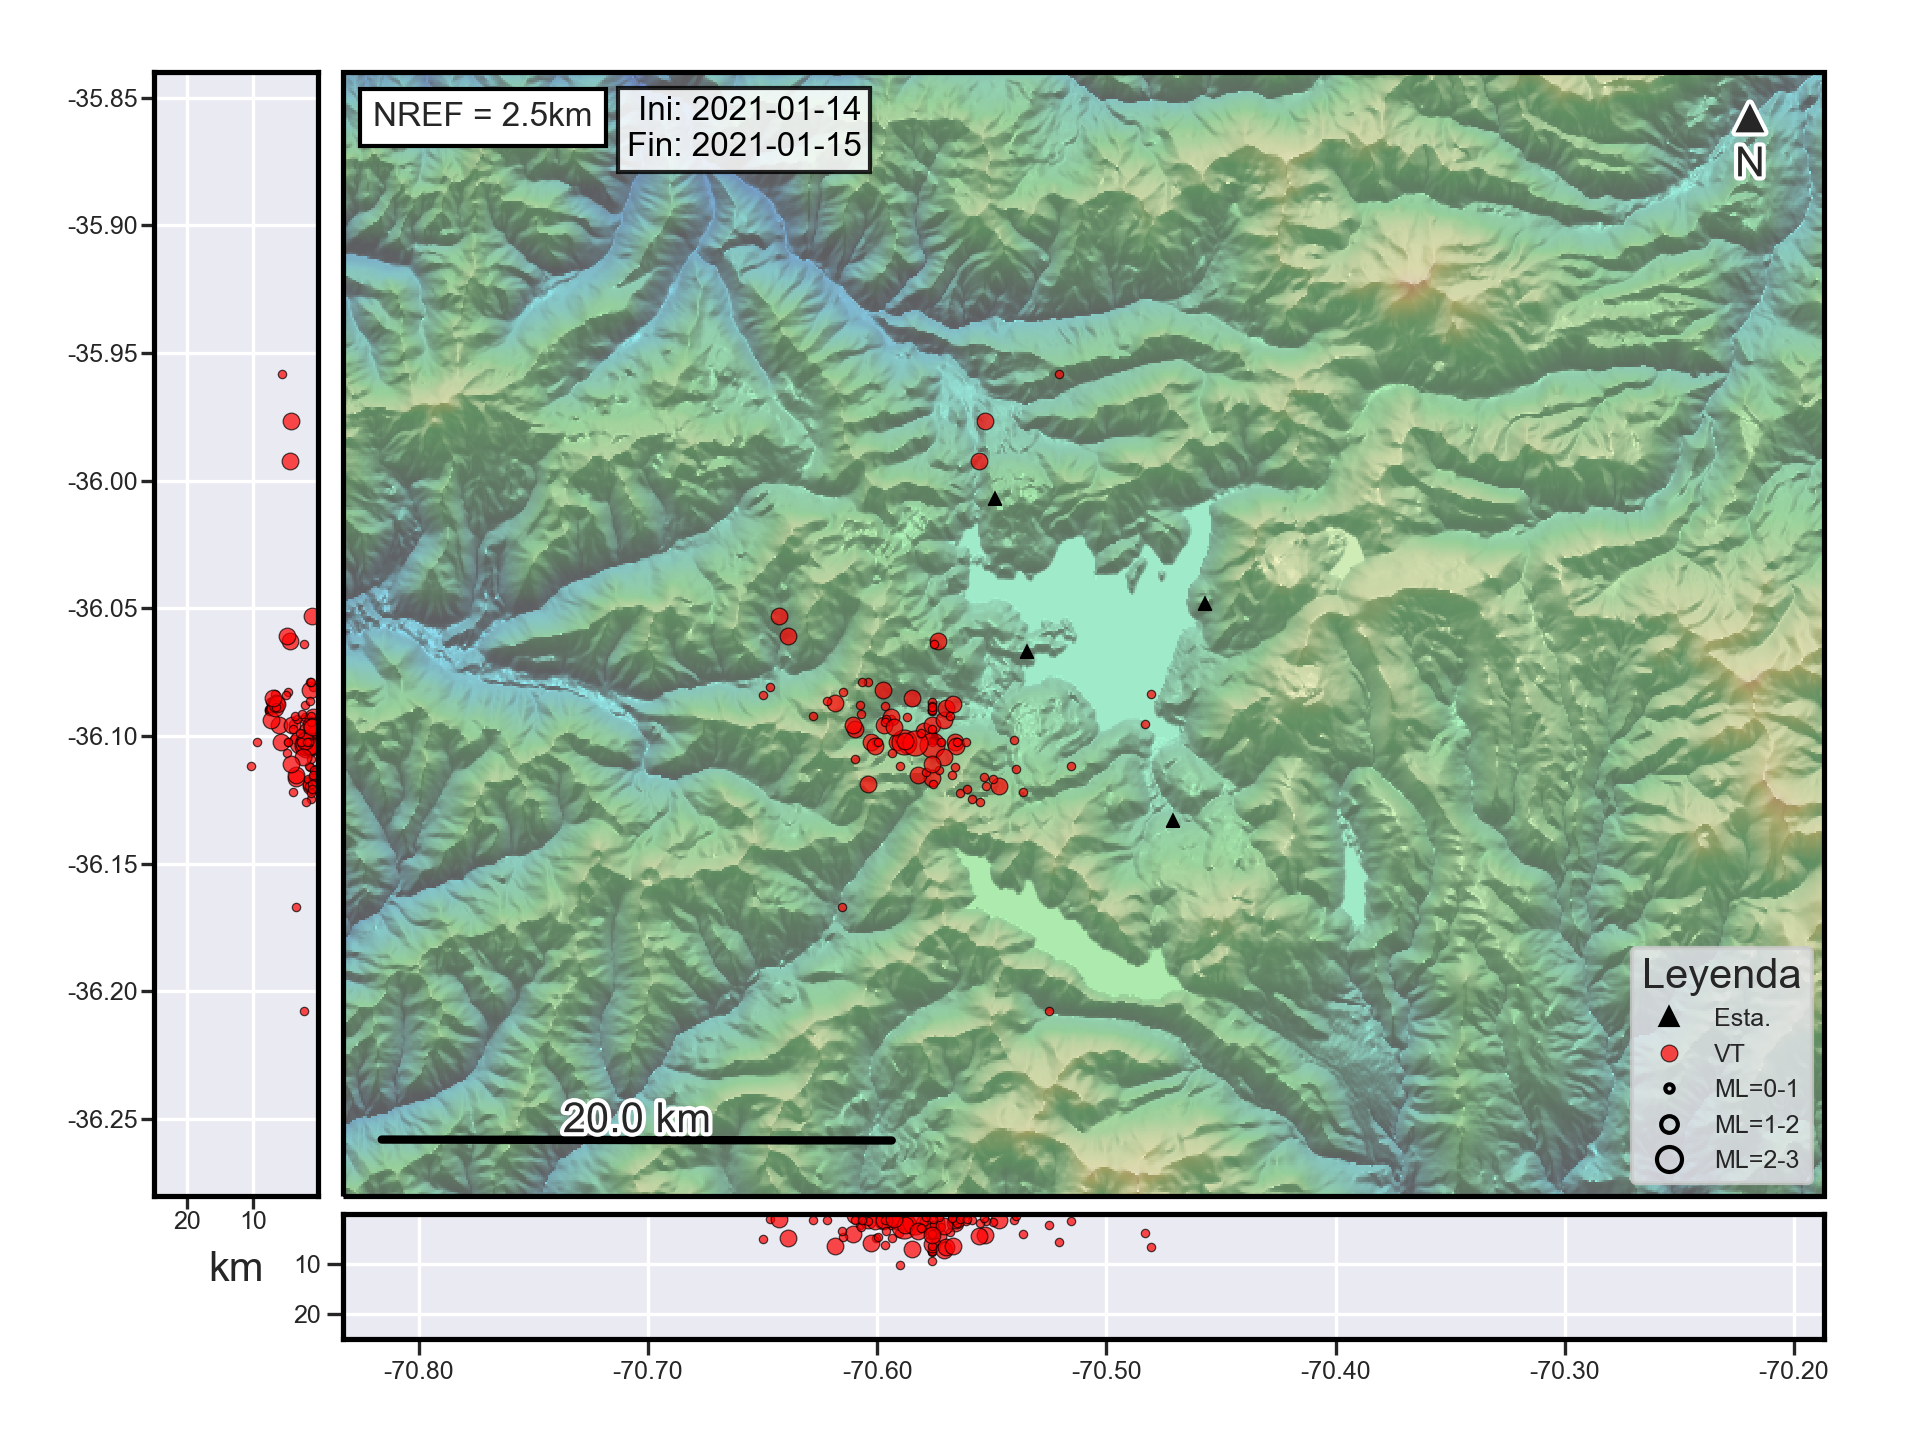 NREF = 2.5km
Ini: 2021-01-14
Fin: 2021-01-15
N
-35.85
-35.90
-35.95
-36.00
-36.05
-36.10
-36.15
-36.20
-36.25
20.0 km
Leyenda
Esta.
VT
ML=0-1
ML=1-2
ML=2-3
20 10
km
10
20
-70.80 -70.70 -70.60 -70.50 -70.40 -70.30 -70.20